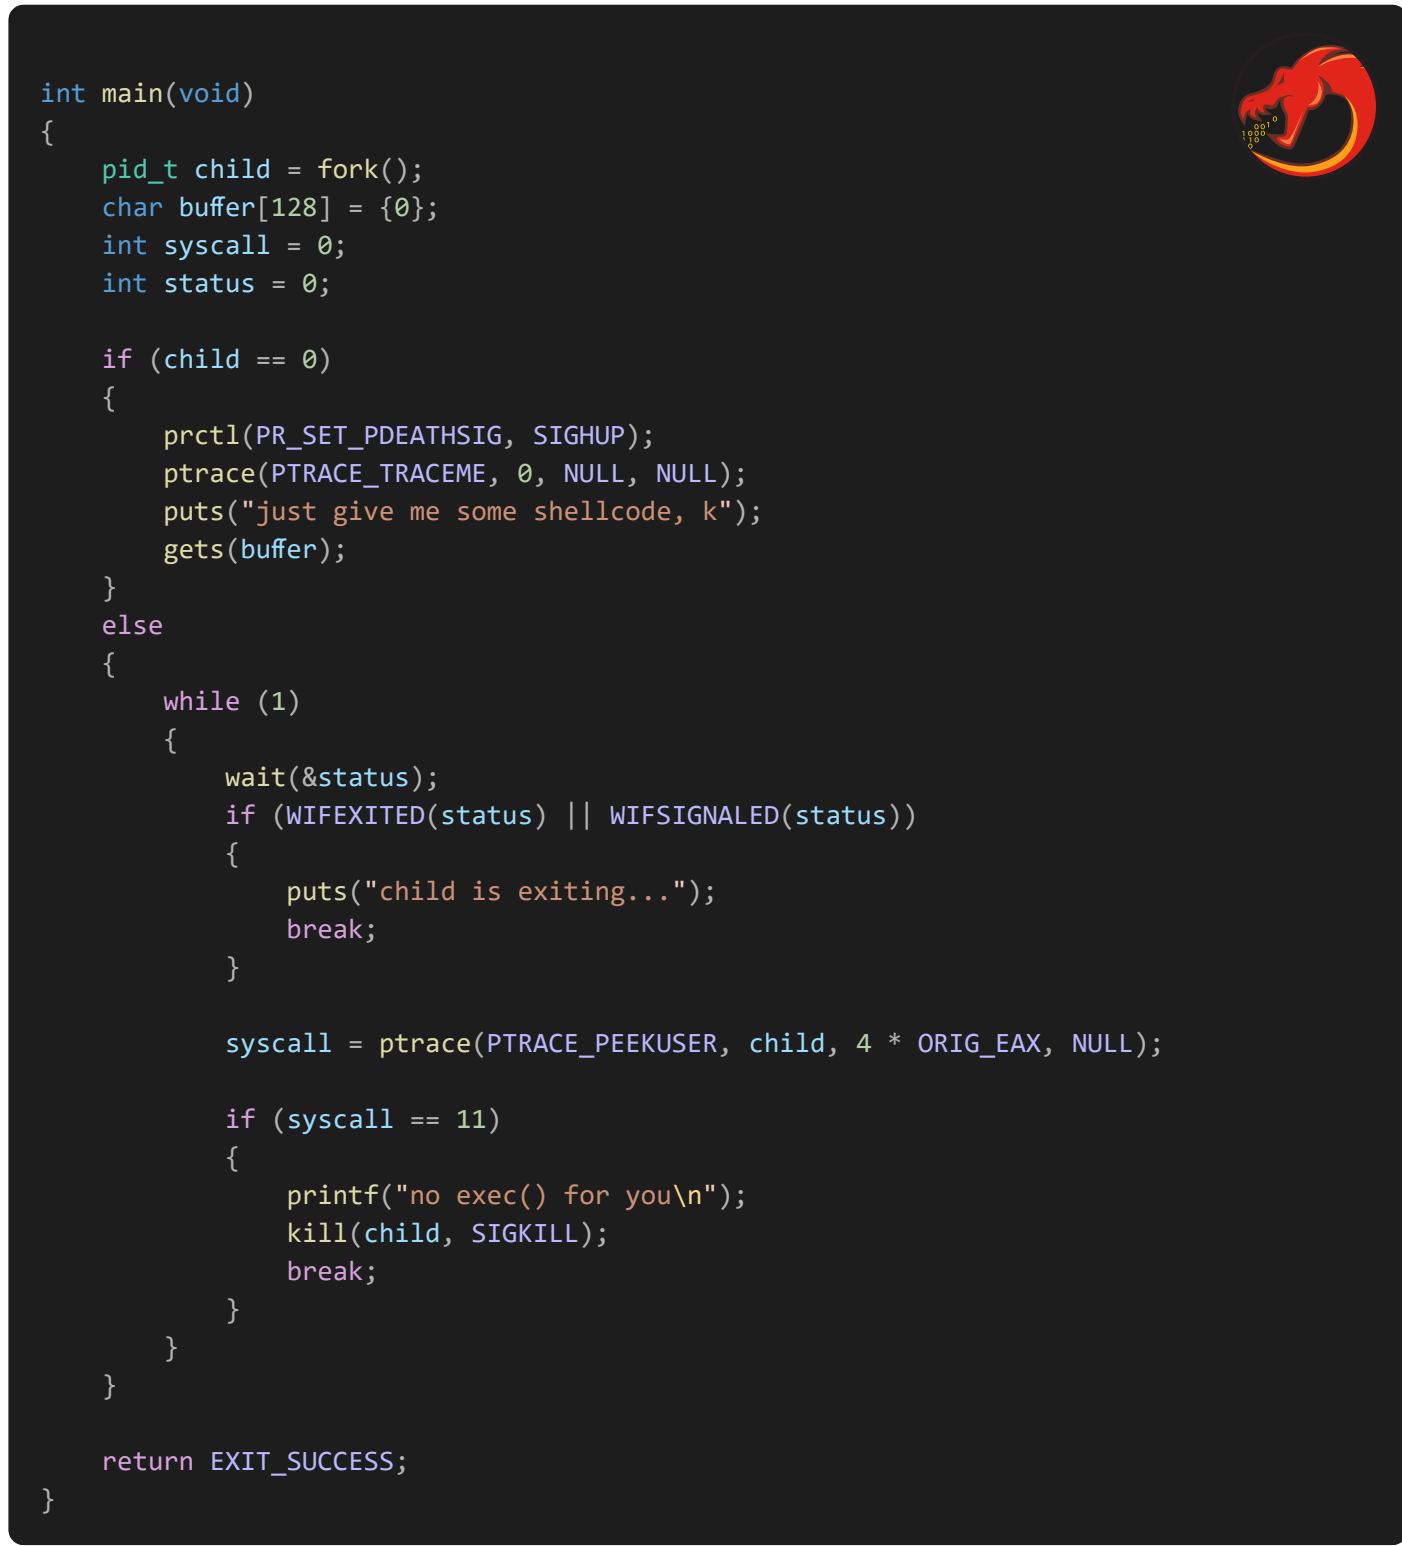 int main(void)
{
    pid_t child = fork();
    char buffer[128] = {0};
    int syscall = 0;
    int status = 0;

    if (child == 0)
    {
        prctl(PR_SET_PDEATHSIG, SIGHUP);
        ptrace(PTRACE_TRACEME, 0, NULL, NULL);
        puts("just give me some shellcode, k");
        gets(buffer);
    }
    else
    {
        while (1)
        {
            wait(&status);
            if (WIFEXITED(status) || WIFSIGNALED(status))
            {
                puts("child is exiting...");
                break;
            }

            syscall = ptrace(PTRACE_PEEKUSER, child, 4 * ORIG_EAX, NULL);

            if (syscall == 11)
            {
                printf("no exec() for you\n");
                kill(child, SIGKILL);
                break;
            }
        }
    }

    return EXIT_SUCCESS;
}